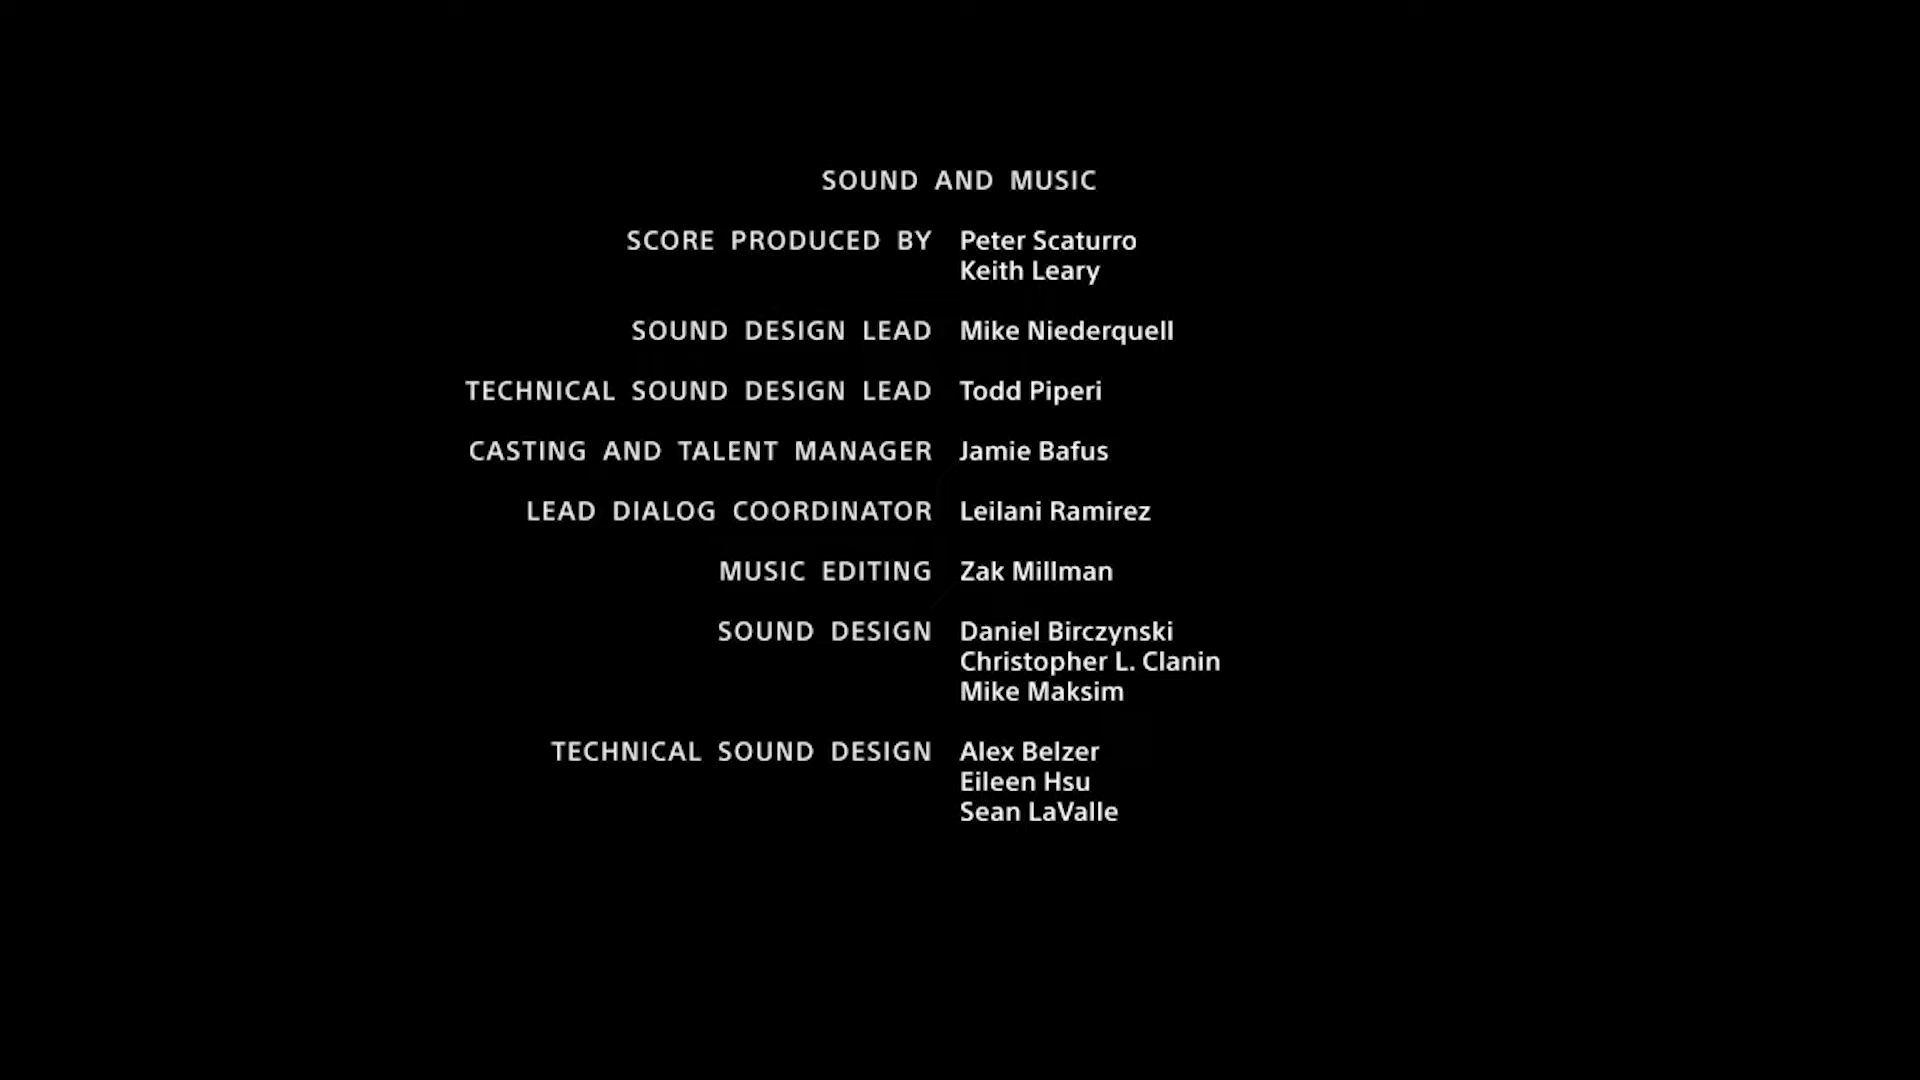 SOUND AND MUSIC
SCORE PRODUCED BY Peter Scaturro
Keith Leary
SOUND DESIGN LEAD Mike Niederquell
TECHNICAL SOUND DESIGN LEAD Todd Piperi
CASTING AND TALENT MANAGER Jamie Bafus
LEAD DIALOG COORDINATOR Leilani Ramirez
MUSIC EDITING Zak Millman
SOUND DESIGN Daniel Birczynski
Christopher L. Clanin
Mike Maksim
TECHNICAL SOUND DESIGN Alex Belzer
Eileen Hsu
Sean LaValle